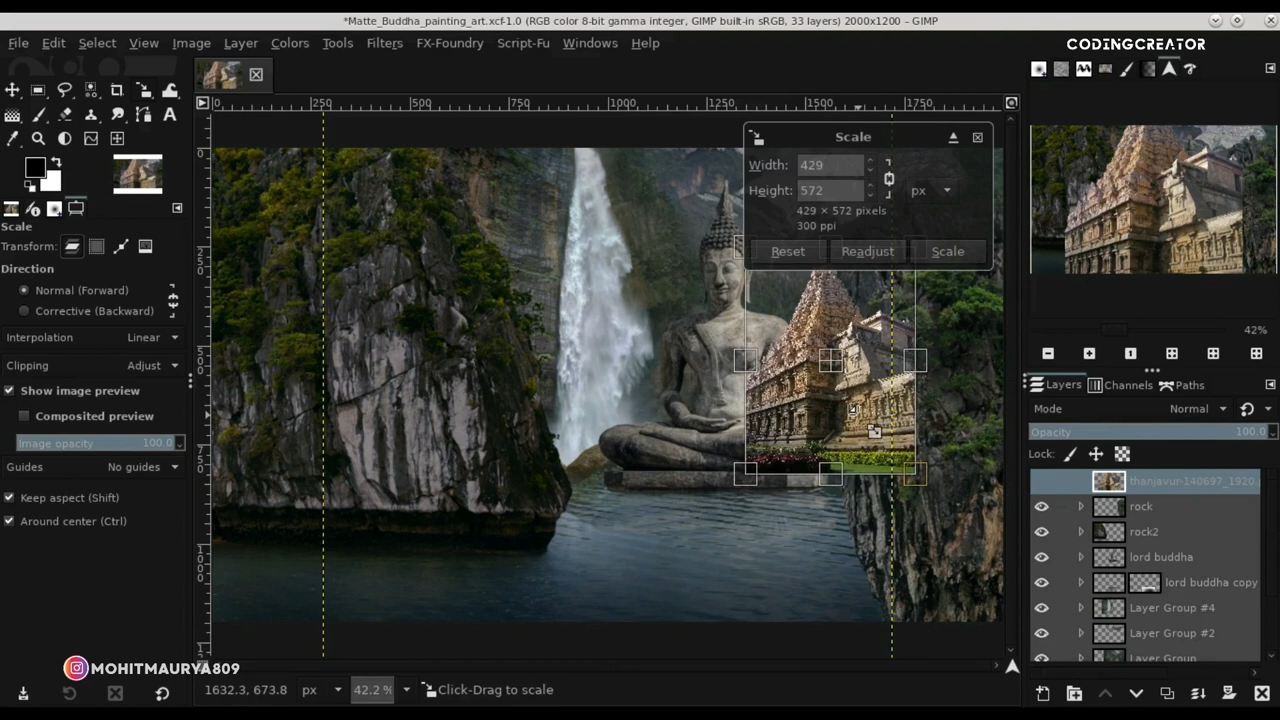 *Matte_Buddha_painting_art.xcf-1.0 (RGB color 8-bit gamma integer, GIMP built-in sRGB, 33 layers) 2000x1200 – GIMP
File Edit Select View Image Layer Colors Tools Filters FX-Foundry Script-Fu Windows Help
CODINGCREATOR
0 250 500 750 1000 1250 1500 1750
Scale
Width: 429
Height: 572 px
429 × 572 pixels
300 ppi
Reset Readjust Scale
Scale
Transform:
Direction
Normal (Forward)
Corrective (Backward)
Interpolation Linear
Clipping Adjust
Show image preview
Composited preview
Image opacity 100.0
Guides No guides
Keep aspect (Shift)
Around center (Ctrl)
0
250
500
750
1000
42%
Layers Channels Paths
Mode Normal
Opacity 100.0
Lock:
thanjavur-140697_1920
rock
rock2
lord buddha
lord buddha copy
Layer Group #4
Layer Group #2
Layer Group
MOHITMAURYA809
1632.3, 673.8 px 42.2 % Click-Drag to scale